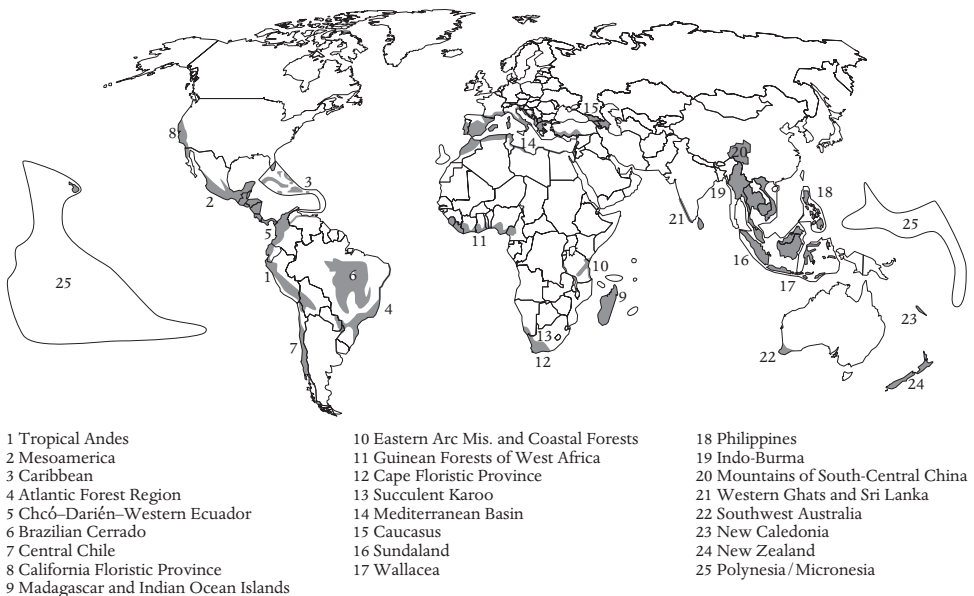 8
3
2
5
1
6
4
7
25
15
14
11
10
9
13
12
20
19
21
18
16
17
25
22
23
24
1 Tropical Andes
2 Mesoamerica
3 Caribbean
4 Atlantic Forest Region
5 Chcó–Darién–Western Ecuador
6 Brazilian Cerrado
7 Central Chile
8 California Floristic Province
9 Madagascar and Indian Ocean Islands
10 Eastern Arc Mis. and Coastal Forests
11 Guinean Forests of West Africa
12 Cape Floristic Province
13 Succulent Karoo
14 Mediterranean Basin
15 Caucasus
16 Sundaland
17 Wallacea
18 Philippines
19 Indo-Burma
20 Mountains of South-Central China
21 Western Ghats and Sri Lanka
22 Southwest Australia
23 New Caledonia
24 New Zealand
25 Polynesia/Micronesia